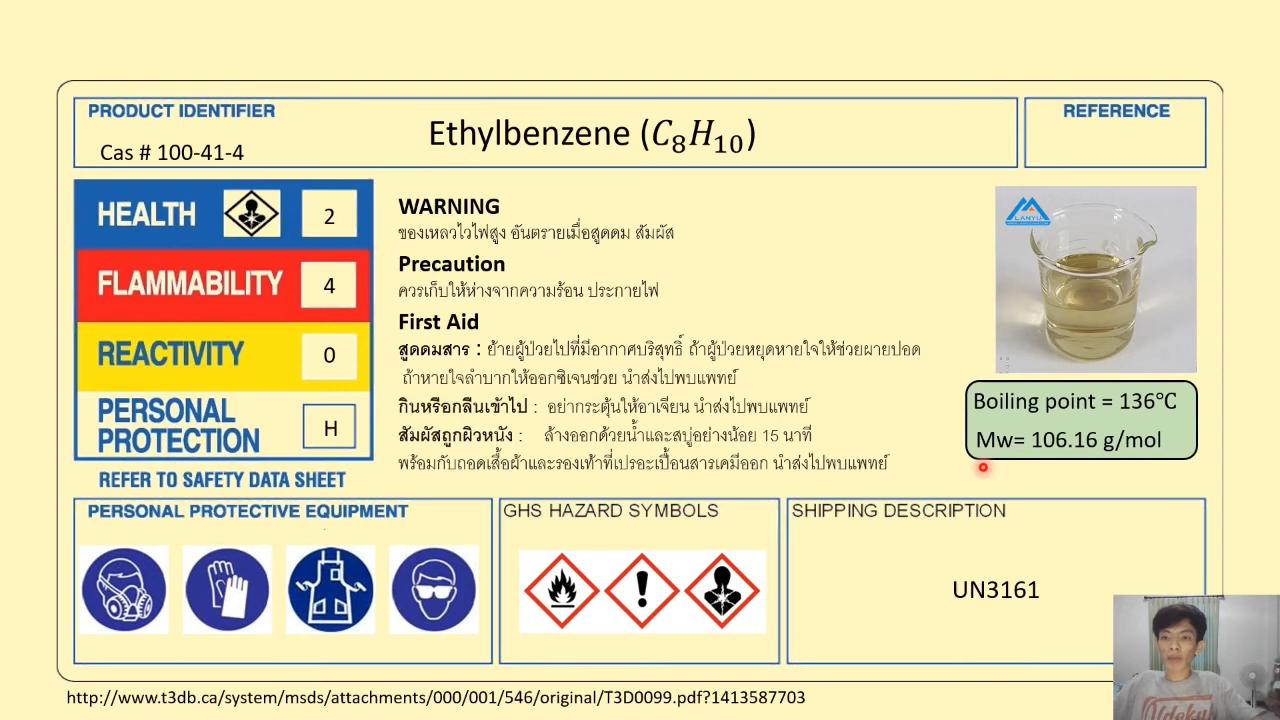 PRODUCT IDENTIFIER
Cas # 100-41-4
Ethylbenzene (C₈H₁₀)
REFERENCE
HEALTH 2
FLAMMABILITY 4
REACTIVITY 0
PERSONAL
PROTECTION H
REFER TO SAFETY DATA SHEET
WARNING
ของเหลวไวไฟสูง อันตรายเมื่อสูดดม สัมผัส
Precaution
ควรเก็บให้ห่างจากความร้อน ประกายไฟ
First Aid
สูดดมสาร : ย้ายผู้ป่วยไปที่มีอากาศบริสุทธิ์ ถ้าผู้ป่วยหยุดหายใจให้ช่วยผายปอด
ถ้าหายใจลำบากให้ออกซิเจนช่วย นำส่งไปพบแพทย์
กินหรือกลืนเข้าไป : อย่ากระตุ้นให้อาเจียน นำส่งไปพบแพทย์
สัมผัสถูกผิวหนัง : ล้างออกด้วยน้ำและสบู่อย่างน้อย 15 นาที
พร้อมกับถอดเสื้อผ้าและรองเท้าที่เปรอะเปื้อนสารเคมีออก นำส่งไปพบแพทย์
LANYU
Boiling point = 136℃
Mw= 106.16 g/mol
PERSONAL PROTECTIVE EQUIPMENT
GHS HAZARD SYMBOLS
SHIPPING DESCRIPTION
UN3161
http://www.t3db.ca/system/msds/attachments/000/001/546/original/T3D0099.pdf?1413587703